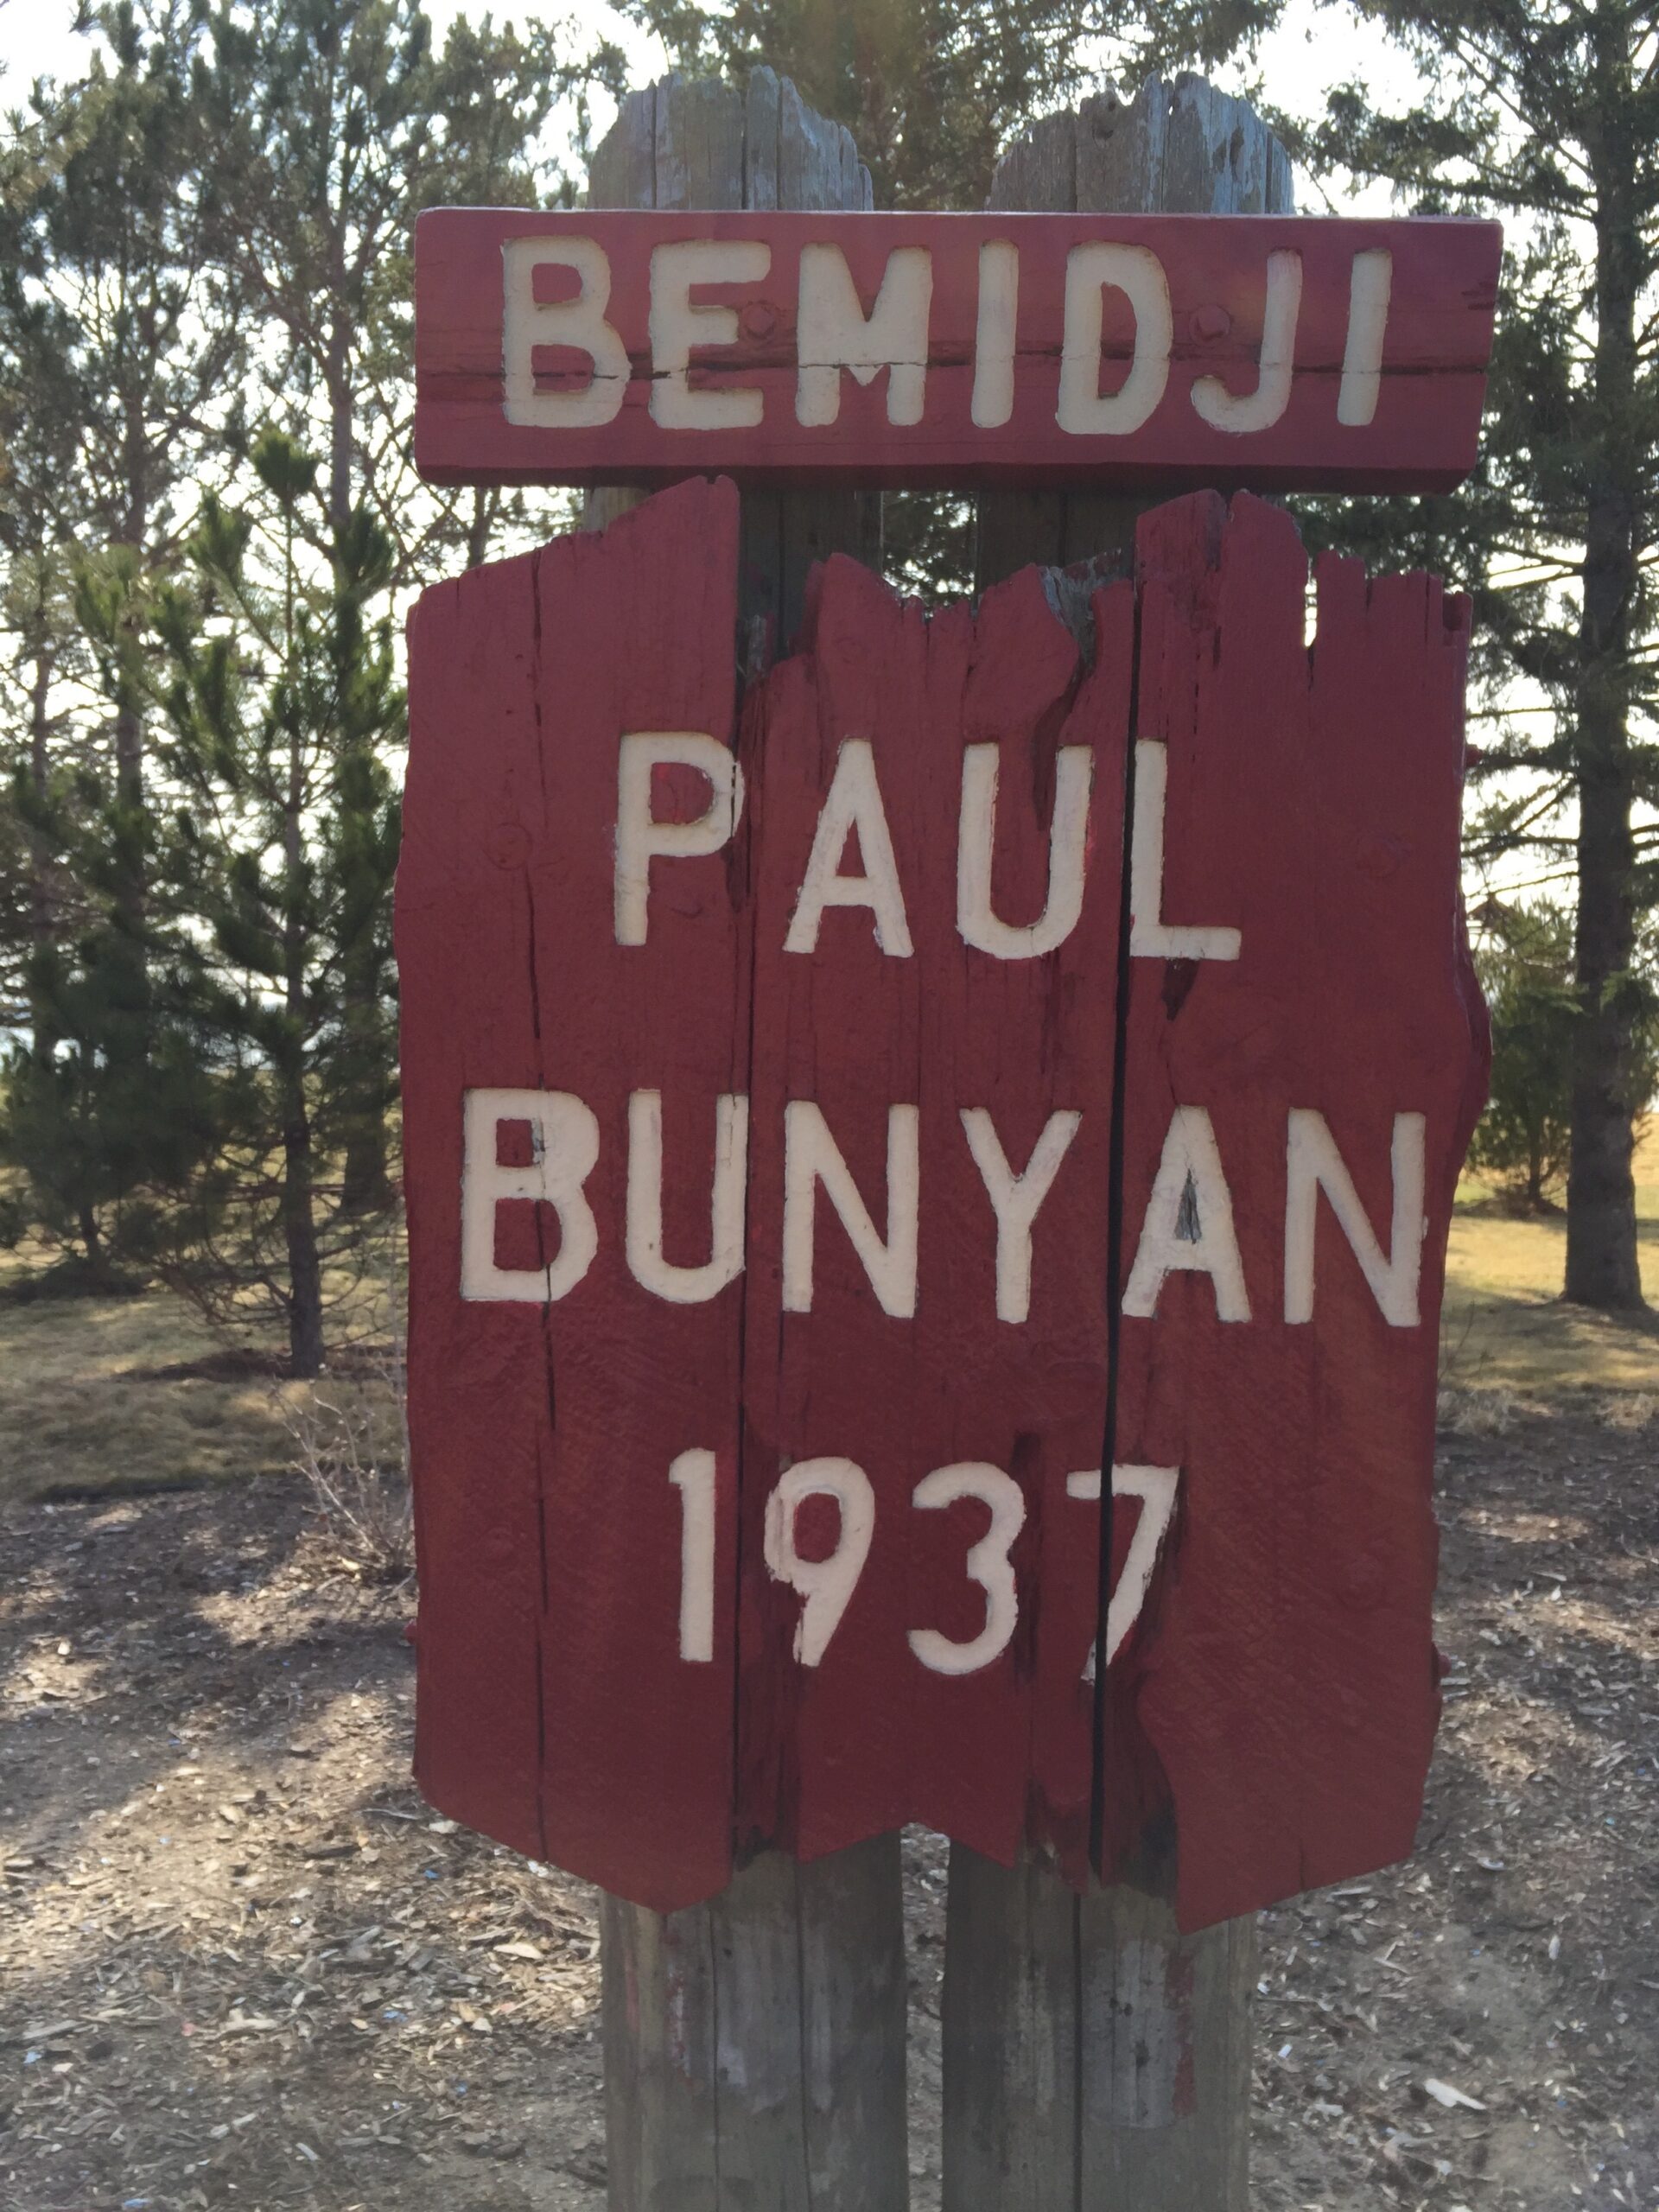 BEMIDJI
PAUL
BUNYAN
1937